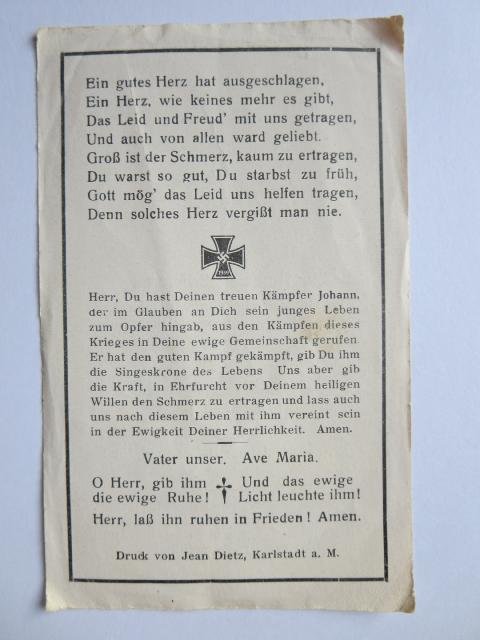 Ein gutes Herz hat ausgeschlagen,
Ein Herz, wie keines mehr es gibt,
Das Leid und Freud' mit uns getragen,
Und auch von allen ward geliebt.
Groß ist der Schmerz, kaum zu ertragen,
Du warst so gut, Du starbst zu früh,
Gott mög' das Leid uns helfen tragen,
Denn solches Herz vergißt man nie.
1939
Herr, Du hast Deinen treuen Kämpfer Johann,
der im Glauben an Dich sein junges Leben
zum Opfer hingab, aus den Kämpfen dieses
Krieges in Deine ewige Gemeinschaft gerufen.
Er hat den guten Kampf gekämpft, gib Du ihm
die Singeskrone des Lebens Uns aber gib
die Kraft, in Ehrfurcht vor Deinem heiligen
Willen den Schmerz zu ertragen und lass auch
uns nach diesem Leben mit ihm vereint sein
in der Ewigkeit Deiner Herrlichkeit. Amen.
Vater unser. Ave Maria.
O Herr, gib ihm Und das ewige
die ewige Ruhe! Licht leuchte ihm!
Herr, laß ihn ruhen in Frieden! Amen.
Druck von Jean Dietz, Karlstadt a. M.